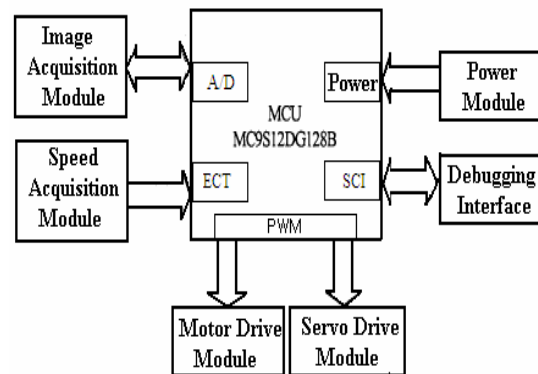 Image
Acquisition
Module
A/D
Power
Power
Module
MCU
MC9S12DG128B
Speed
Acquisition
Module
ECT
SCI
Debugging
Interface
PWM
Motor Drive
Module
Servo Drive
Module